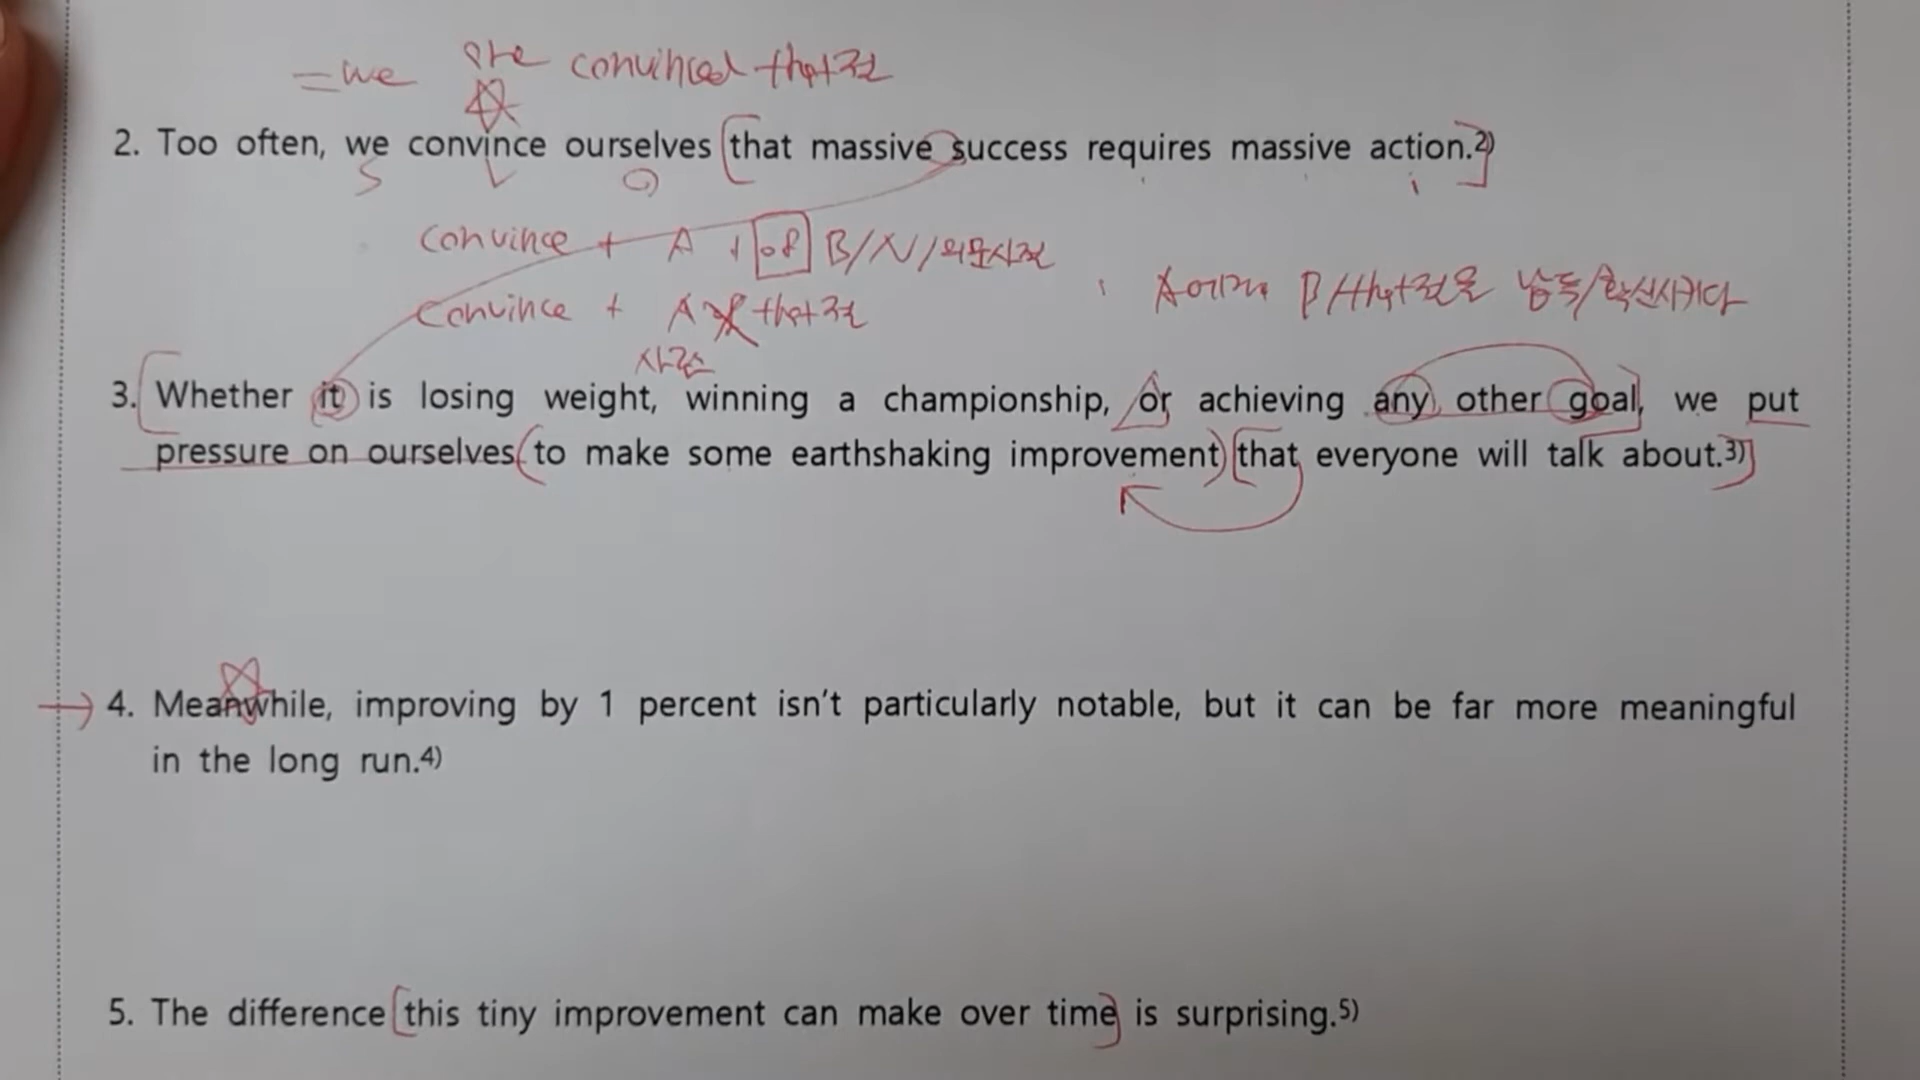 = we are convinced that절
2. Too often, we convince ourselves that massive success requires massive action.2)
S V O
convince + A + of B/N/의문사절
convince + A that절
: A에게 B/that절을 납득/확신시키다
사람
3. Whether it is losing weight, winning a championship, or achieving any other goal, we put
pressure on ourselves to make some earthshaking improvement that everyone will talk about.3)
→ 4. Meanwhile, improving by 1 percent isn't particularly notable, but it can be far more meaningful
in the long run.4)
5. The difference this tiny improvement can make over time is surprising.5)